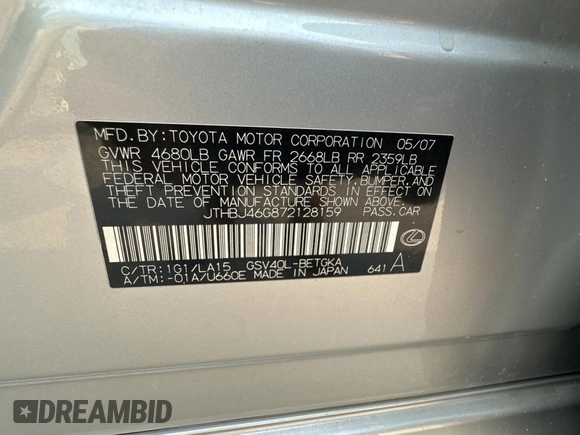 MFD.BY:TOYOTA MOTOR CORPORATION 05/07
GVWR 4680LB GAWR FR 2668LB RR 2359LB
THIS VEHICLE CONFORMS TO ALL APPLICABLE
FEDERAL MOTOR VEHICLE SAFETY,BUMPER,AND
THEFT PREVENTION STANDARDS IN EFFECT ON
THE DATE OF MANUFACTURE SHOWN ABOVE.
JTHBJ46G872128159 PASS.CAR
C/TR:1G1/LA15 GSV40L-BETGKA
A/TM:-01A/U660E MADE IN JAPAN 641 A
DREAMBID